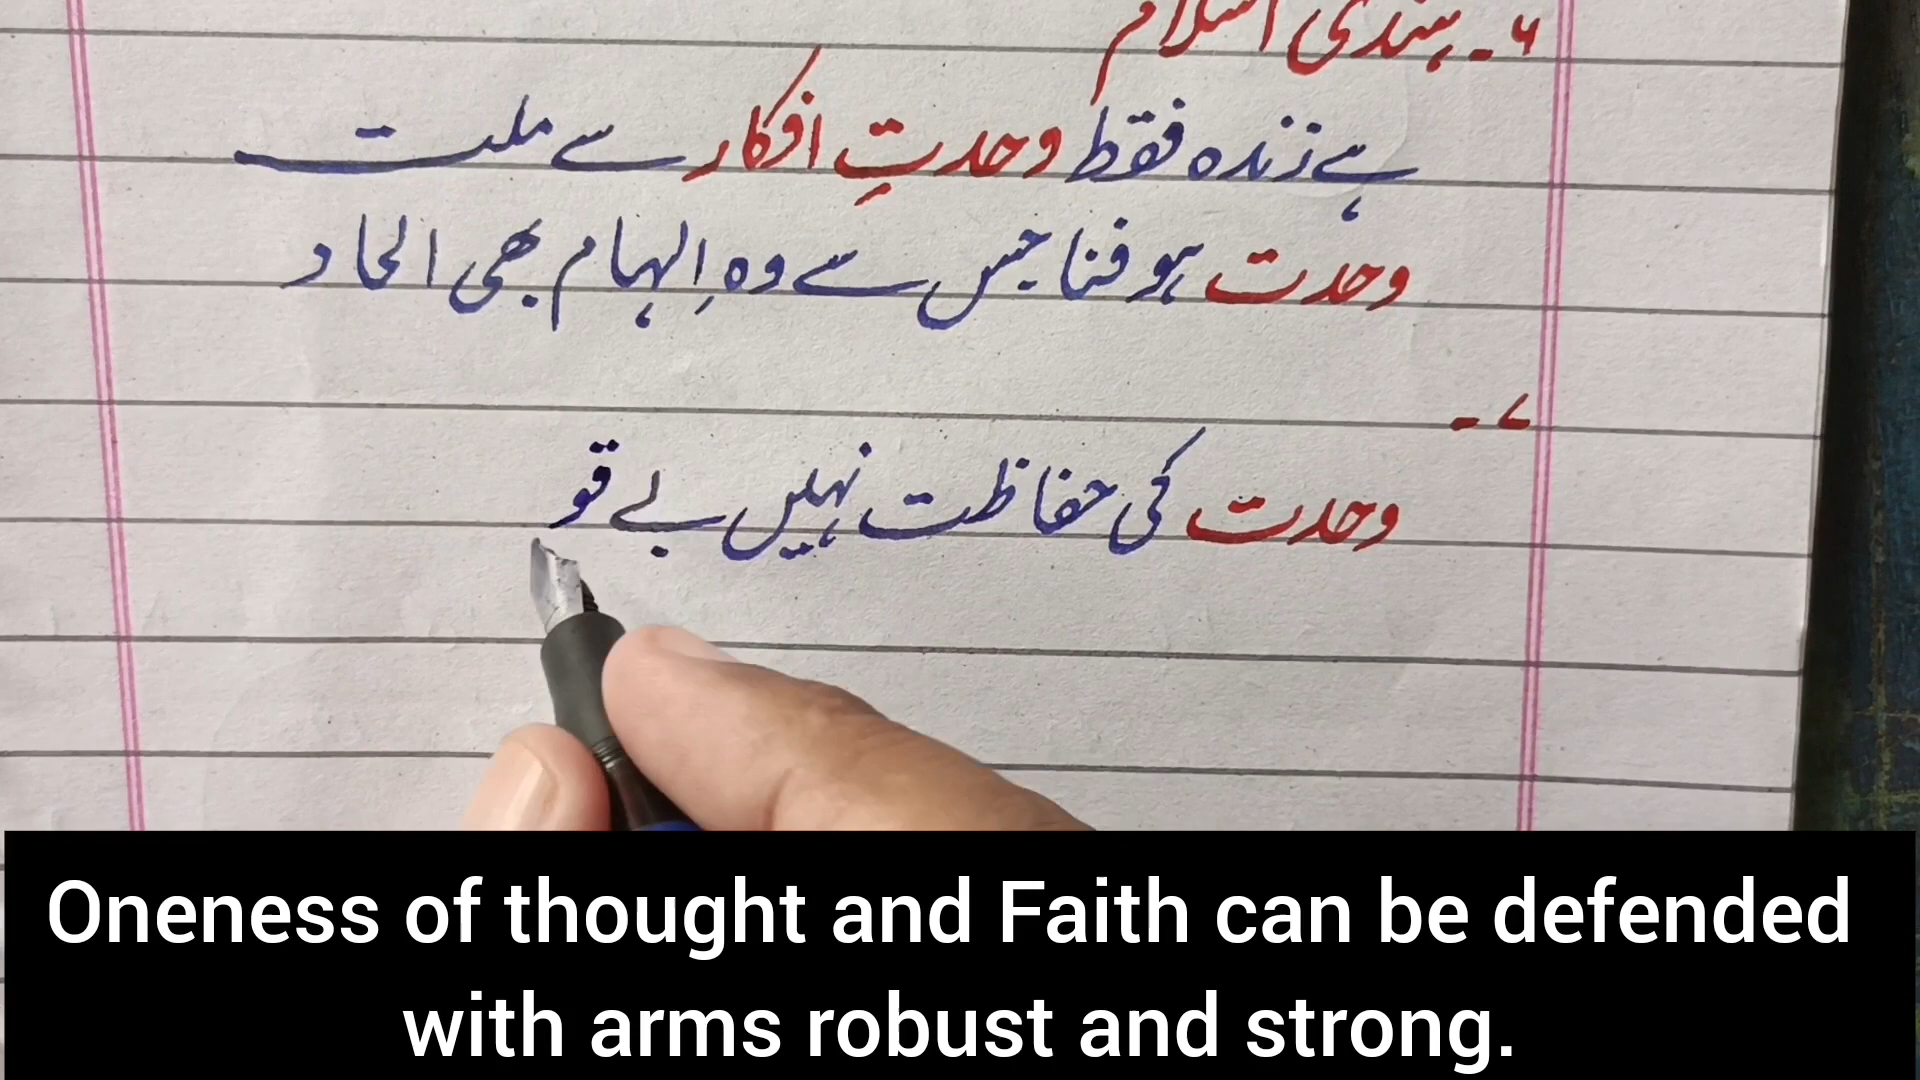 ۶۔ ہندی اسلام
ہے زندہ فقط وحدتِ افکار سے ملت
وحدت ہو فنا جس سے وہ اِلہام بھی الحاد
۷۔
وحدت کی حفاظت نہیں بے قو
Oneness of thought and Faith can be defended
with arms robust and strong.